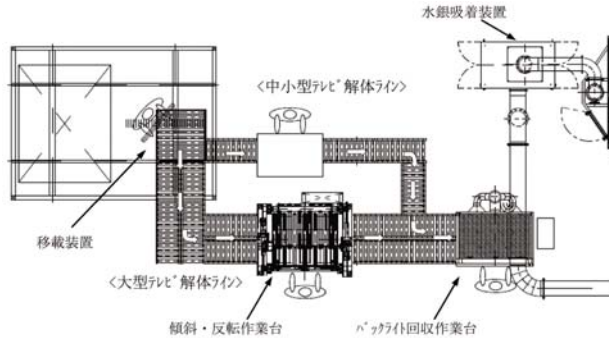 水銀吸着装置
<中小型テレビ解体ライン>
移載装置
<大型テレビ解体ライン>
傾斜・反転作業台
バックライト回収作業台